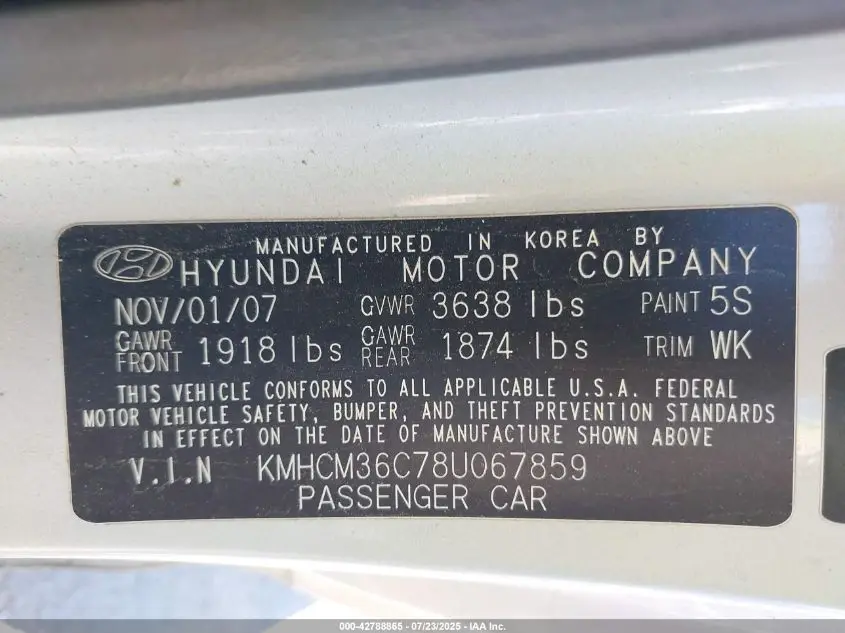 MANUFACTURED IN KOREA BY
HYUNDAI MOTOR COMPANY
NOV/01/07 GVWR 3638 lbs PAINT 5S
GAWR FRONT 1918 lbs GAWR REAR 1874 lbs TRIM WK
THIS VEHICLE CONFORMS TO ALL APPLICABLE U.S.A. FEDERAL
MOTOR VEHICLE SAFETY, BUMPER, AND THEFT PREVENTION STANDARDS
IN EFFECT ON THE DATE OF MANUFACTURE SHOWN ABOVE
V.I.N KMHCM36C78U067859
PASSENGER CAR
000-42788865 - 07/23/2025 - IAA Inc.